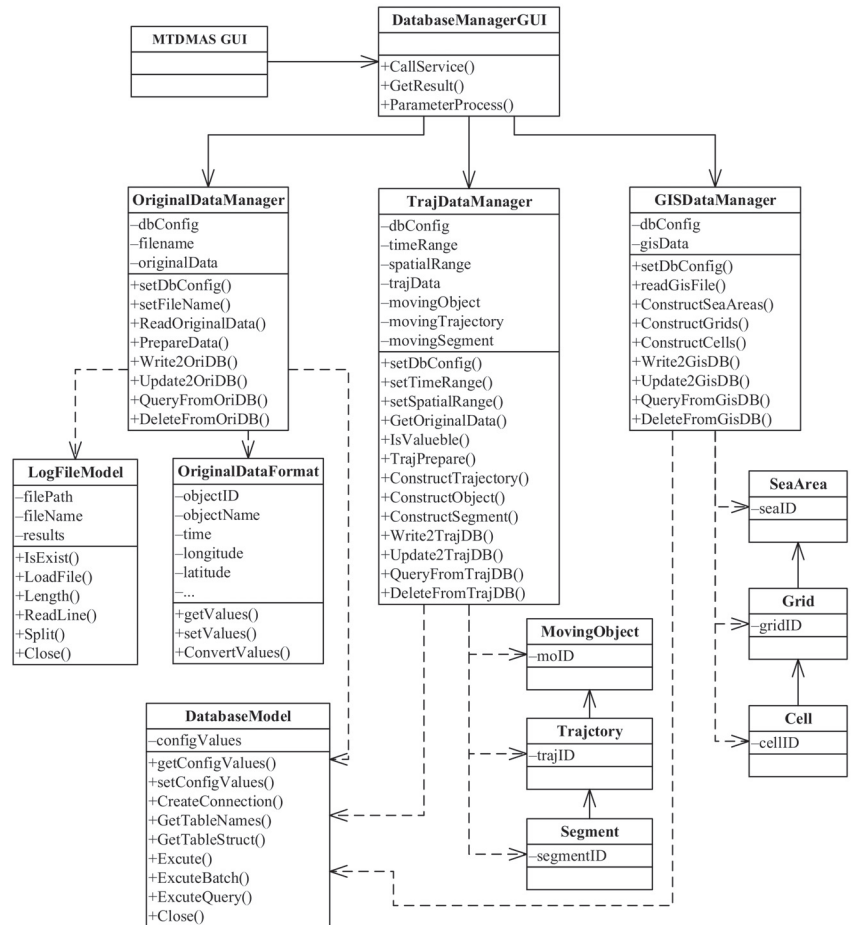 MTDMAS GUI
DatabaseManagerGUI
+CallService()
+GetResult()
+ParameterProcess()
OriginalDataManager
–dbConfig
–filename
–originalData
+setDbConfig()
+setFileName()
+ReadOriginalData()
+PrepareData()
+Write2OriDB()
+Update2OriDB()
+QueryFromOriDB()
+DeleteFromOriDB()
TrajDataManager
–dbConfig
–timeRange
–spatialRange
–trajData
–movingObject
–movingTrajectory
–movingSegment
+setDbConfig()
+setTimeRange()
+setSpatialRange()
+GetOriginalData()
+IsValueble()
+TrajPrepare()
+ConstructTrajectory()
+ConstructObject()
+ConstructSegment()
+Write2TrajDB()
+Update2TrajDB()
+QueryFromTrajDB()
+DeleteFromTrajDB()
GISDataManager
–dbConfig
–gisData
+setDbConfig()
+readGisFile()
+ConstructSeaAreas()
+ConstructGrids()
+ConstructCells()
+Write2GisDB()
+Update2GisDB()
+QueryFromGisDB()
+DeleteFromGisDB()
LogFileModel
–filePath
–fileName
–results
+IsExist()
+LoadFile()
+Length()
+ReadLine()
+Split()
+Close()
OriginalDataFormat
–objectID
–objectName
–time
–longitude
–latitude
–...
+getValues()
+setValues()
+ConvertValues()
SeaArea
–seaID
Grid
–gridID
Cell
–cellID
MovingObject
–moID
Trajctory
–trajID
Segment
–segmentID
DatabaseModel
–configValues
+getConfigValues()
+setConfigValues()
+CreateConnection()
+GetTableNames()
+GetTableStruct()
+Excute()
+ExcuteBatch()
+ExcuteQuery()
+Close()